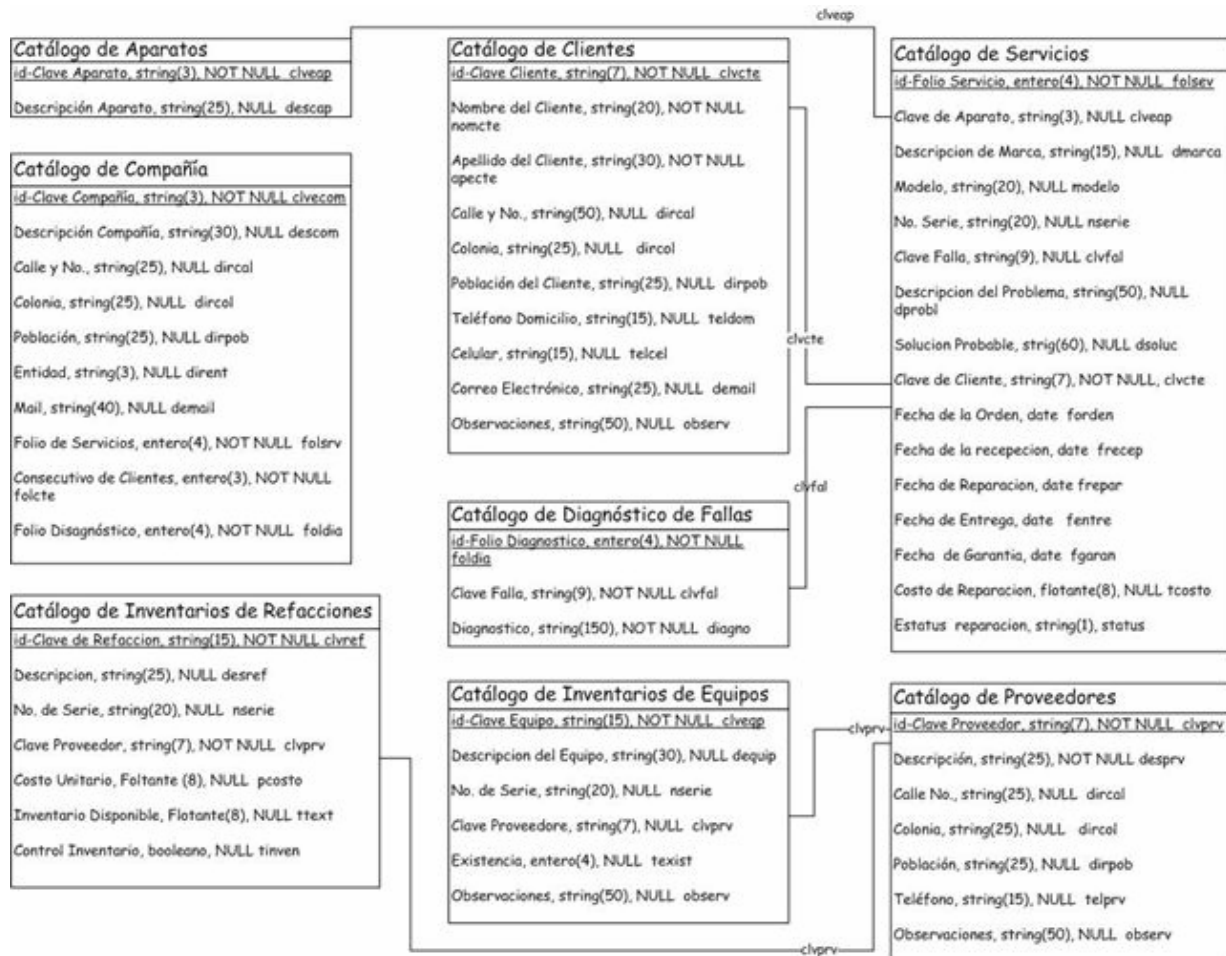 clveap
Catálogo de Aparatos
id-Clave Aparato, string(3), NOT NULL clveap
Descripción Aparato, string(25), NULL descap
Catálogo de Compañía
id-Clave Compañía, string(3), NOT NULL clvecom
Descripción Compañía, string(30), NULL descom
Calle y No., string(25), NULL dircal
Colonia, string(25), NULL dircol
Población, string(25), NULL dirpob
Entidad, string(3), NULL dirent
Mail, string(40), NULL demail
Folio de Servicios, entero(4), NOT NULL folsrv
Consecutivo de Clientes, entero(3), NOT NULL
folcte
Folio Disagnóstico, entero(4), NOT NULL foldia
Catálogo de Inventarios de Refacciones
id-Clave de Refaccion, string(15), NOT NULL clvref
Descripcion, string(25), NULL desref
No. de Serie, string(20), NULL nserie
Clave Proveedor, string(7), NOT NULL clvprv
Costo Unitario, Foltante (8), NULL pcosto
Inventario Disponible, Flotante(8), NULL ttext
Control Inventario, booleano, NULL tinven
Catálogo de Clientes
id-Clave Cliente, string(7), NOT NULL clvcte
Nombre del Cliente, string(20), NOT NULL
nomcte
Apellido del Cliente, string(30), NOT NULL
apecte
Calle y No., string(50), NULL dircal
Colonia, string(25), NULL dircol
Población del Cliente, string(25), NULL dirpob
Teléfono Domicilio, string(15), NULL teldom
Celular, string(15), NULL telcel
Correo Electrónico, string(25), NULL demail
Observaciones, string(50), NULL observ
clvcte
clvfal
Catálogo de Diagnóstico de Fallas
id-Folio Diagnostico, entero(4), NOT NULL
foldia
Clave Falla, string(9), NOT NULL clvfal
Diagnostico, string(150), NOT NULL diagno
Catálogo de Inventarios de Equipos
id-Clave Equipo, string(15), NOT NULL clveqp
Descripcion del Equipo, string(30), NULL dequip
No. de Serie, string(20), NULL nserie
Clave Proveedore, string(7), NULL clvprv
Existencia, entero(4), NULL texist
Observaciones, string(50), NULL observ
clvprv
clvprv
Catálogo de Servicios
id-Folio Servicio, entero(4), NOT NULL folsev
Clave de Aparato, string(3), NULL clveap
Descripcion de Marca, string(15), NULL dmarca
Modelo, string(20), NULL modelo
No. Serie, string(20), NULL nserie
Clave Falla, string(9), NULL clvfal
Descripcion del Problema, string(50), NULL
dprobl
Solucion Probable, strig(60), NULL dsoluc
Clave de Cliente, string(7), NOT NULL, clvcte
Fecha de la Orden, date forden
Fecha de la recepecion, date frecep
Fecha de Reparacion, date frepar
Fecha de Entrega, date fentre
Fecha de Garantia, date fgaran
Costo de Reparacion, flotante(8), NULL tcosto
Estatus reparacion, string(1), status
Catálogo de Proveedores
id-Clave Proveedor, string(7), NOT NULL clvprv
Descripción, string(25), NOT NULL desprv
Calle No., string(25), NULL dircal
Colonia, string(25), NULL dircol
Población, string(25), NULL dirpob
Teléfono, string(15), NULL telprv
Observaciones, string(50), NULL observ